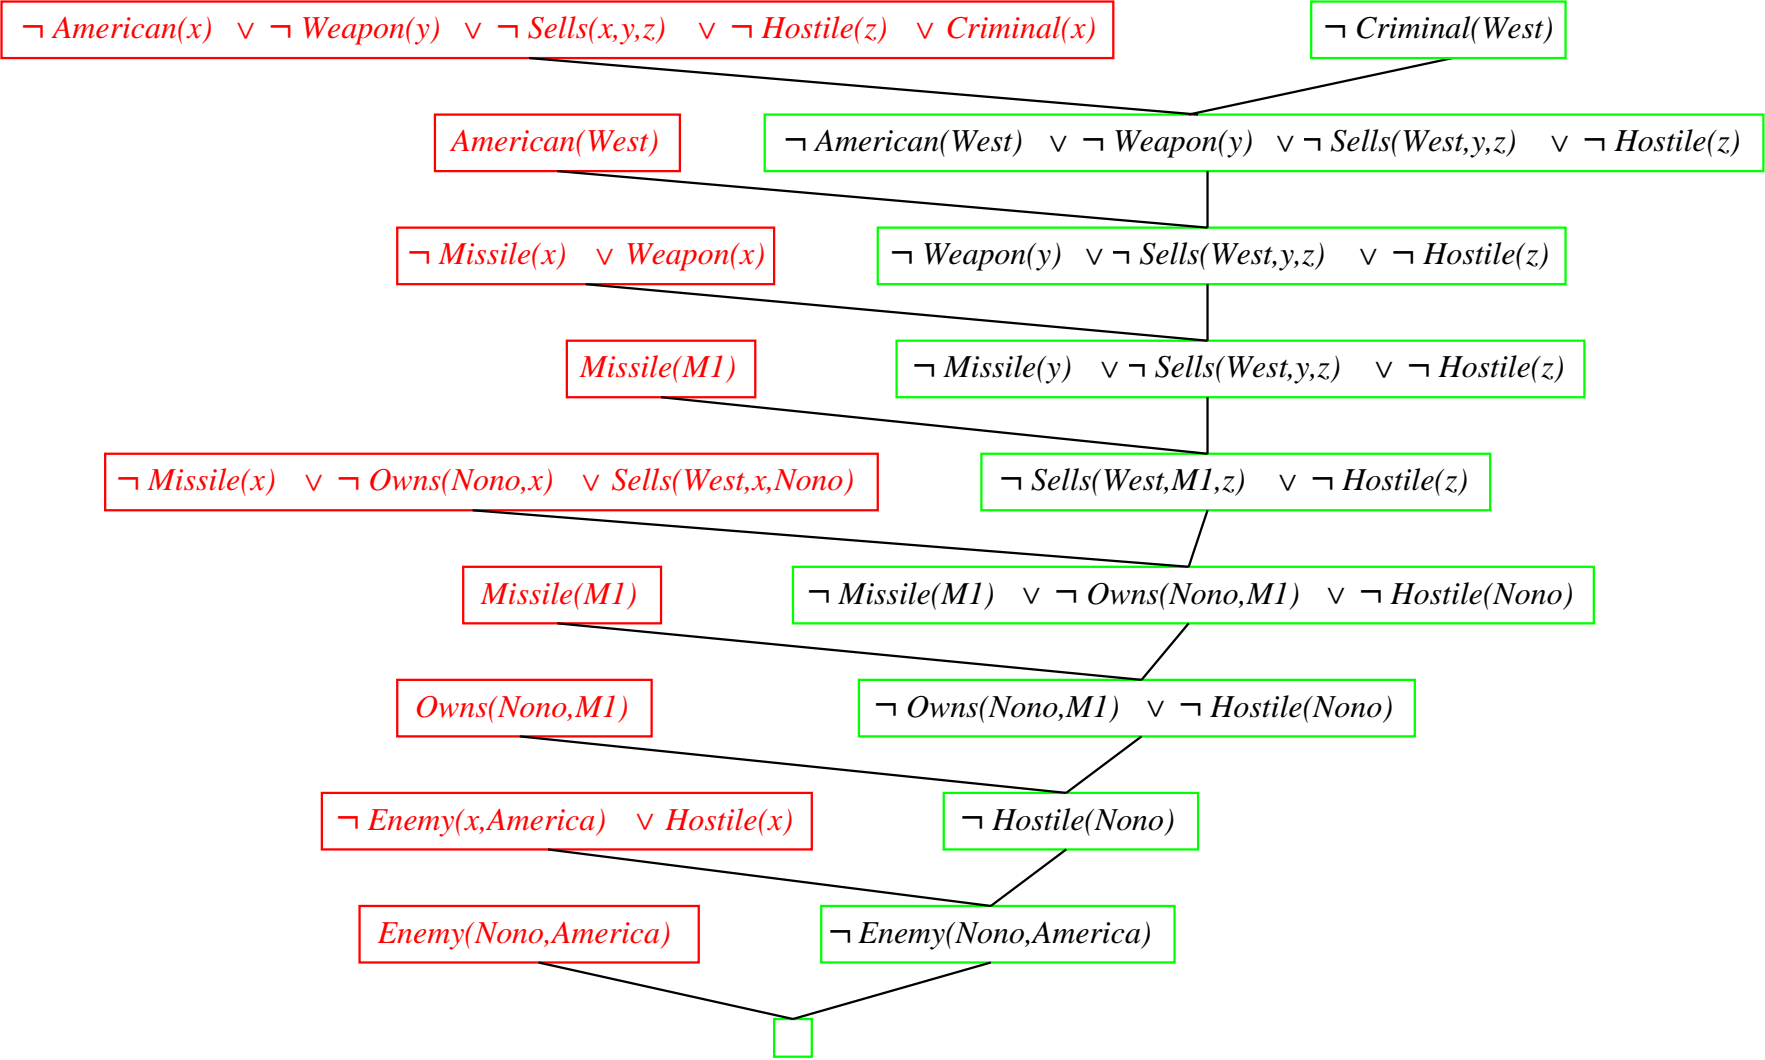 ¬ American(x) ∨ ¬ Weapon(y) ∨ ¬ Sells(x,y,z) ∨ ¬ Hostile(z) ∨ Criminal(x) ¬ Criminal(West)
American(West) ¬ American(West) ∨ ¬ Weapon(y) ∨ ¬ Sells(West,y,z) ∨ ¬ Hostile(z)
¬ Missile(x) ∨ Weapon(x) ¬ Weapon(y) ∨ ¬ Sells(West,y,z) ∨ ¬ Hostile(z)
Missile(M1) ¬ Missile(y) ∨ ¬ Sells(West,y,z) ∨ ¬ Hostile(z)
¬ Missile(x) ∨ ¬ Owns(Nono,x) ∨ Sells(West,x,Nono) ¬ Sells(West,M1,z) ∨ ¬ Hostile(z)
Missile(M1) ¬ Missile(M1) ∨ ¬ Owns(Nono,M1) ∨ ¬ Hostile(Nono)
Owns(Nono,M1) ¬ Owns(Nono,M1) ∨ ¬ Hostile(Nono)
¬ Enemy(x,America) ∨ Hostile(x) ¬ Hostile(Nono)
Enemy(Nono,America) ¬ Enemy(Nono,America)